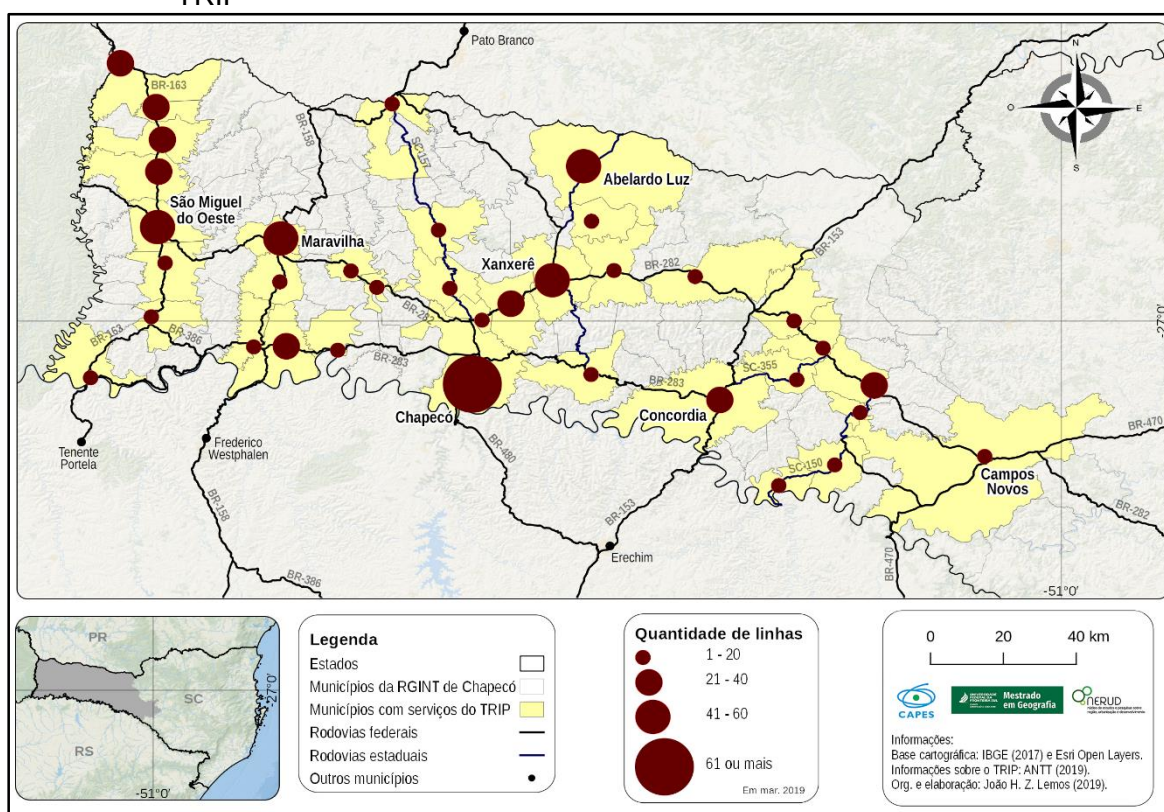 TRIP
Pato Branco
N
O
E
S
BR-163
BR-158
SC-157
Abelardo Luz
São Miguel
do Oeste
Maravilha
BR-153
Xanxerê
BR-282
BR-282
-27°0'
BR-163
BR-386
BR-283
BR-283
SC-355
Chapecó
Concordia
BR-470
Tenente
Portela
Frederico
Westphalen
BR-480
SC-150
Campos
Novos
BR-158
BR-153
BR-282
Erechim
BR-470
BR-386
-51°0'
PR
SC
RS
-27°0'
-51°0'
Legenda
Estados
Municípios da RGINT de Chapecó
Municípios com serviços do TRIP
Rodovias federais
Rodovias estaduais
Outros municípios
Quantidade de linhas
1 - 20
21 - 40
41 - 60
61 ou mais
Em mar. 2019
0 20 40 km
CAPES
Mestrado
em Geografia
NERUD
Informações:
Base cartográfica: IBGE (2017) e Esri Open Layers.
Informações sobre o TRIP: ANTT (2019).
Org. e elaboração: João H. Z. Lemos (2019).